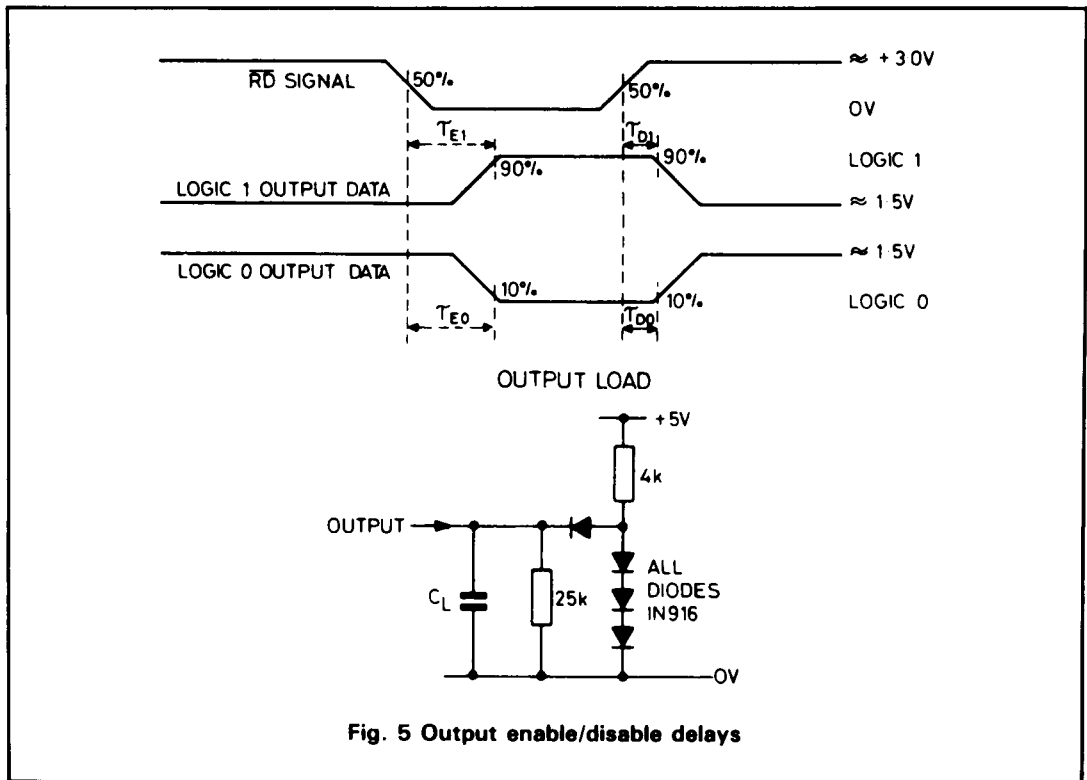 ≈ +3.0V
RD SIGNAL
50%
50%
0V
TE1
TD1
90%
90%
LOGIC 1
LOGIC 1 OUTPUT DATA
≈ 1.5V
≈ 1.5V
LOGIC 0 OUTPUT DATA
10%
10%
LOGIC 0
TE0
TD0
OUTPUT LOAD
+5V
4k
OUTPUT
ALL
DIODES
IN916
CL
25k
0V
Fig. 5 Output enable/disable delays